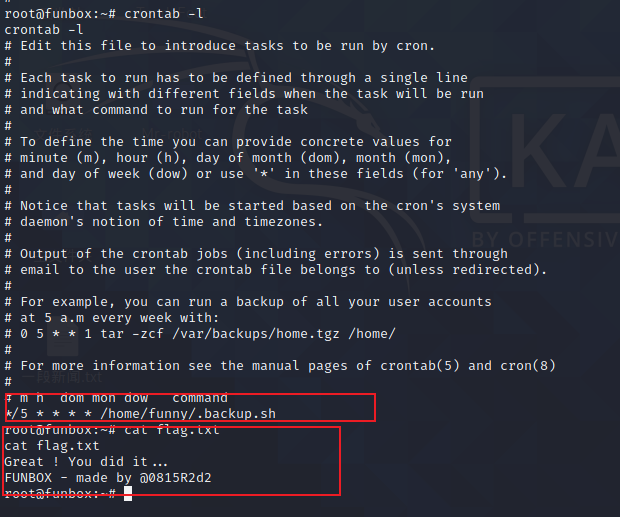 root@funbox:~# crontab -l
crontab -l
# Edit this file to introduce tasks to be run by cron.
#
# Each task to run has to be defined through a single line
# indicating with different fields when the task will be run
# and what command to run for the task
#
# To define the time you can provide concrete values for
# minute (m), hour (h), day of month (dom), month (mon),
# and day of week (dow) or use '*' in these fields (for 'any').
#
# Notice that tasks will be started based on the cron's system
# daemon's notion of time and timezones.
#
# Output of the crontab jobs (including errors) is sent through
# email to the user the crontab file belongs to (unless redirected).
#
# For example, you can run a backup of all your user accounts
# at 5 a.m every week with:
# 0 5 * * 1 tar -zcf /var/backups/home.tgz /home/
#
# For more information see the manual pages of crontab(5) and cron(8)
#
# m h  dom mon dow   command
*/5 * * * * /home/funny/.backup.sh
root@funbox:~# cat flag.txt
cat flag.txt
Great ! You did it...
FUNBOX - made by @0815R2d2
root@funbox:~#
KA
BY OFFENSIV